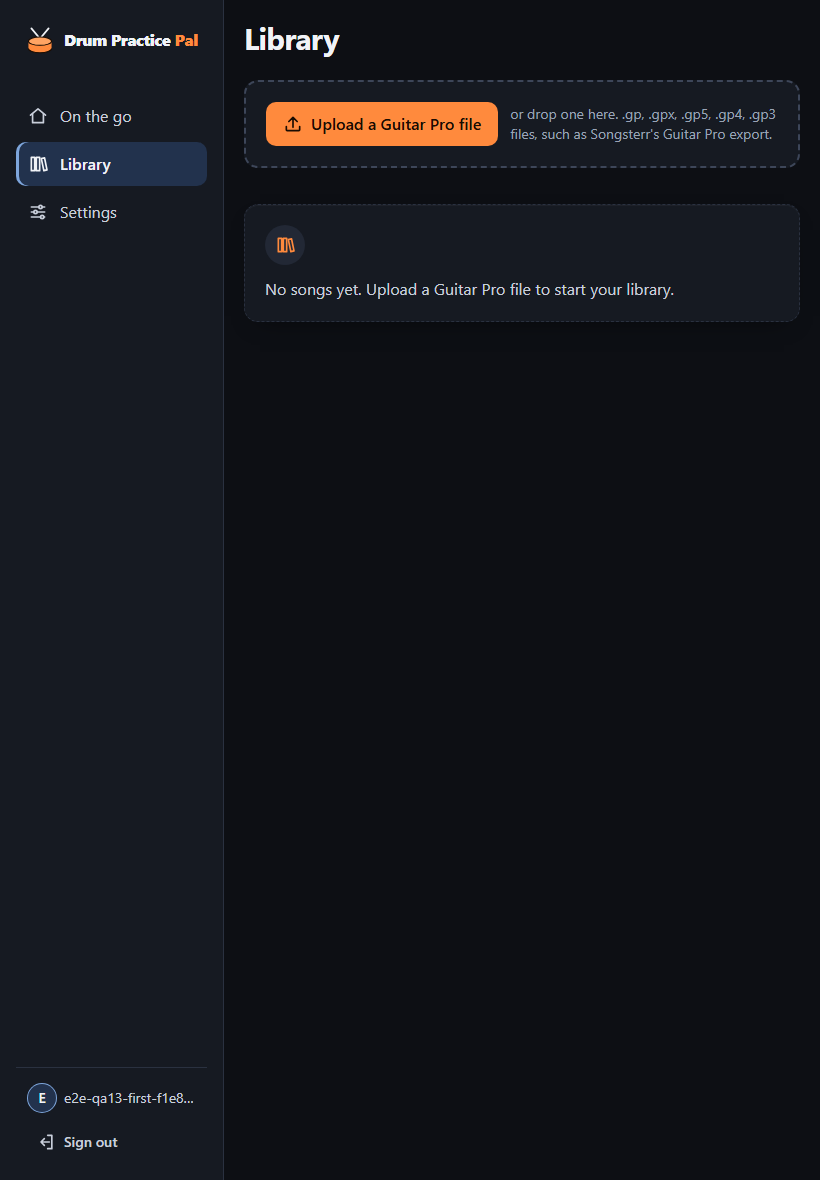 Drum Practice Pal
On the go
Library
Settings
E
e2e-qa13-first-f1e8...
Sign out
Library
Upload a Guitar Pro file
or drop one here. .gp, .gpx, .gp5, .gp4, .gp3
files, such as Songsterr's Guitar Pro export.
No songs yet. Upload a Guitar Pro file to start your library.